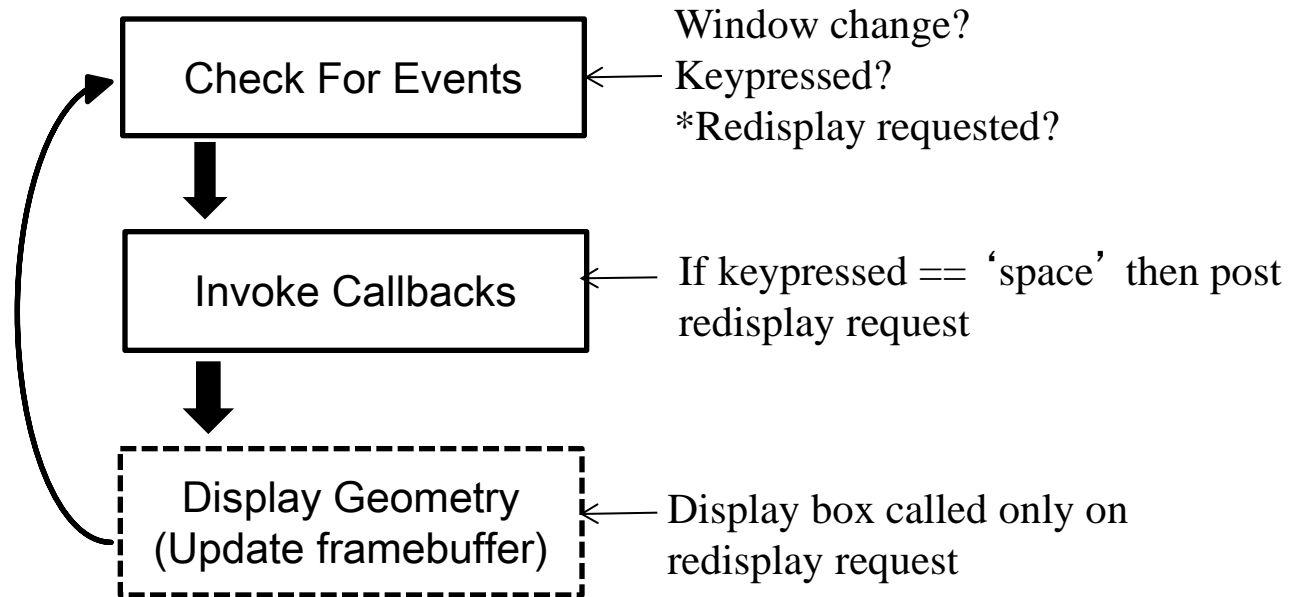 Window change?
Check For Events
Keypressed?
*Redisplay requested?
Invoke Callbacks
If keypressed == ‘space’ then post
redisplay request
Display Geometry
(Update framebuffer)
Display box called only on
redisplay request